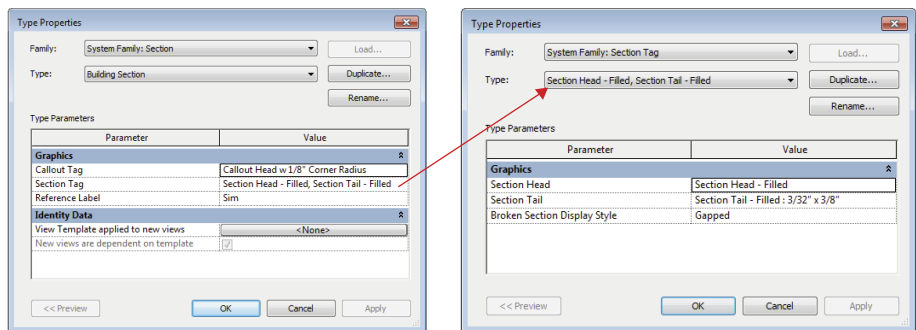 Type Properties
Family: System Family: Section Load...
Type: Building Section Duplicate...
Rename...
Type Parameters
Parameter Value
Graphics
Callout Tag Callout Head w 1/8" Corner Radius
Section Tag Section Head - Filled, Section Tail - Filled
Reference Label Sim
Identity Data
View Template applied to new views <None>
New views are dependent on template
<< Preview OK Cancel Apply
Type Properties
Family: System Family: Section Tag Load...
Type: Section Head - Filled, Section Tail - Filled Duplicate...
Rename...
Type Parameters
Parameter Value
Graphics
Section Head Section Head - Filled
Section Tail Section Tail - Filled : 3/32" x 3/8"
Broken Section Display Style Gapped
<< Preview OK Cancel Apply